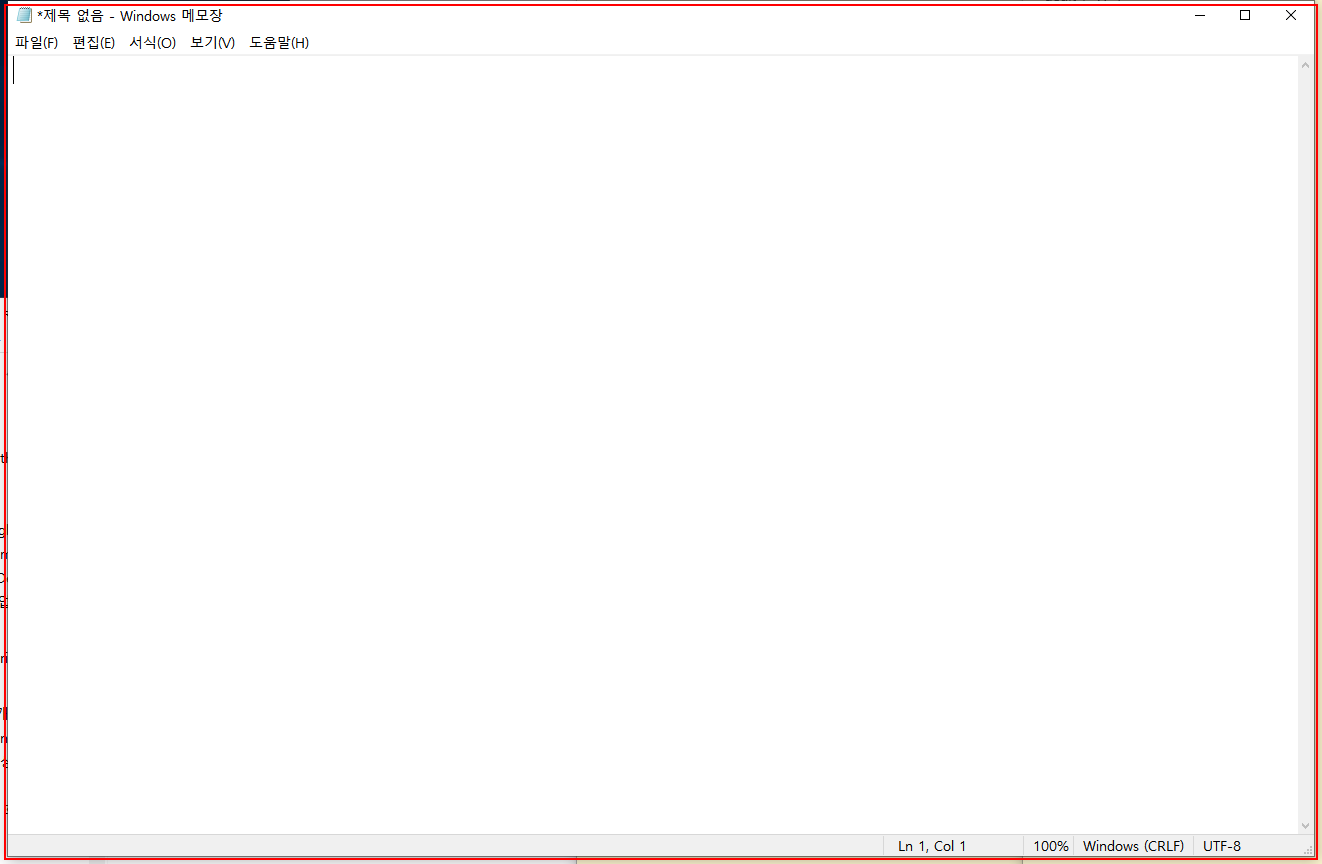 *제목 없음 - Windows 메모장
파일(F) 편집(E) 서식(O) 보기(V) 도움말(H)
Ln 1, Col 1 100% Windows (CRLF) UTF-8